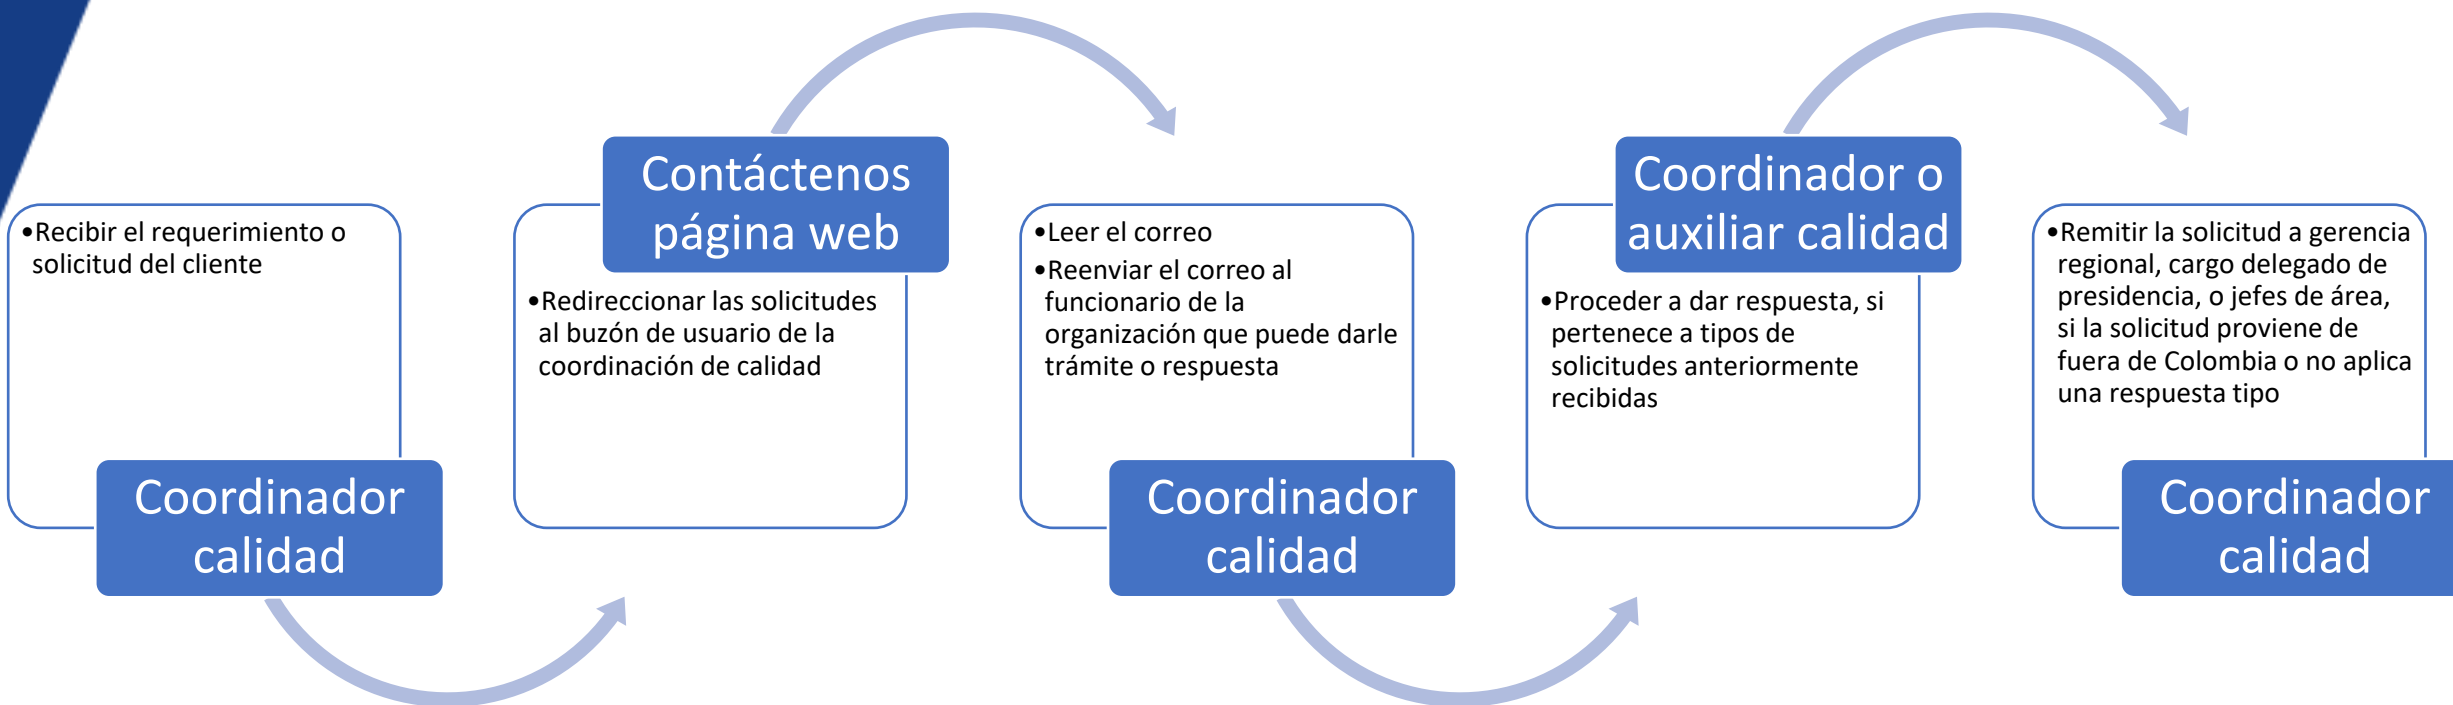 •Recibir el requerimiento o
solicitud del cliente
Coordinador
calidad
Contáctenos
página web
•Redireccionar las solicitudes
al buzón de usuario de la
coordinación de calidad
•Leer el correo
•Reenviar el correo al
funcionario de la
organización que puede darle
trámite o respuesta
Coordinador
calidad
Coordinador o
auxiliar calidad
•Proceder a dar respuesta, si
pertenece a tipos de
solicitudes anteriormente
recibidas
•Remitir la solicitud a gerencia
regional, cargo delegado de
presidencia, o jefes de área,
si la solicitud proviene de
fuera de Colombia o no aplica
una respuesta tipo
Coordinador
calidad